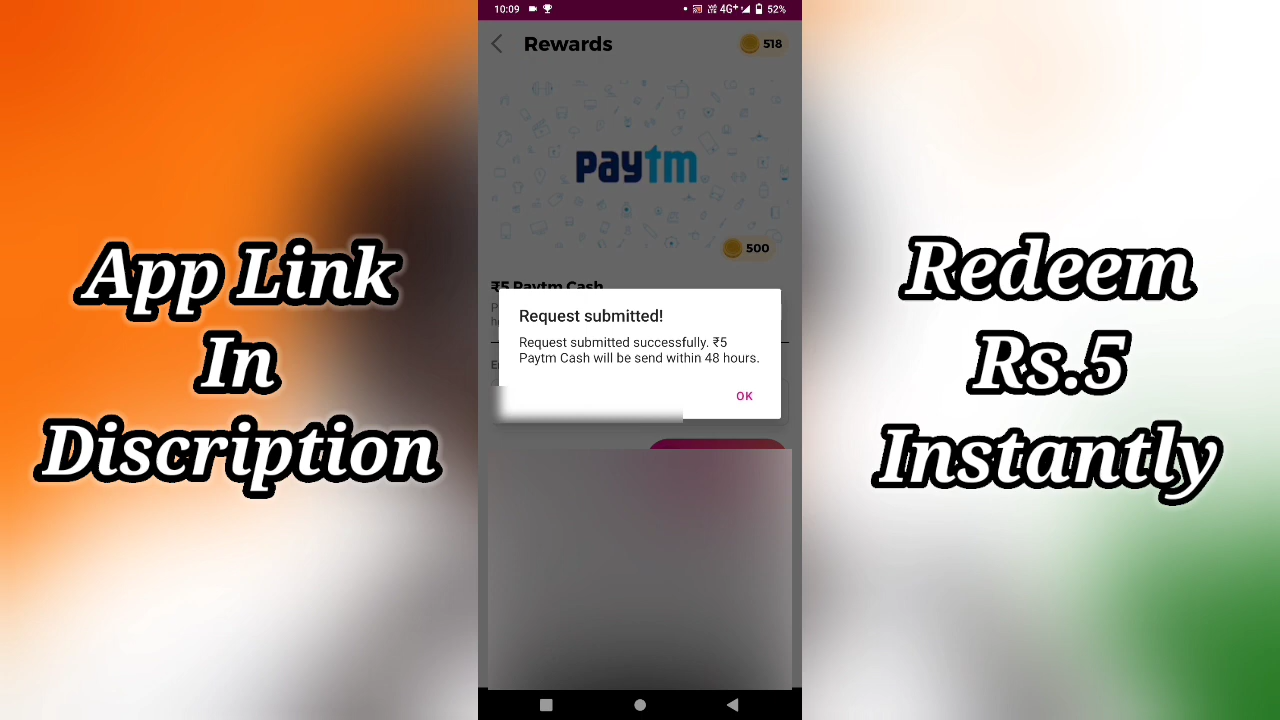 10:09
4G+
52%
Rewards
518
paytm
500
₹5 Paytm Cash
Request submitted!
Request submitted successfully. ₹5
Paytm Cash will be send within 48 hours.
OK
App Link
In
Discription
Redeem
Rs.5
Instantly